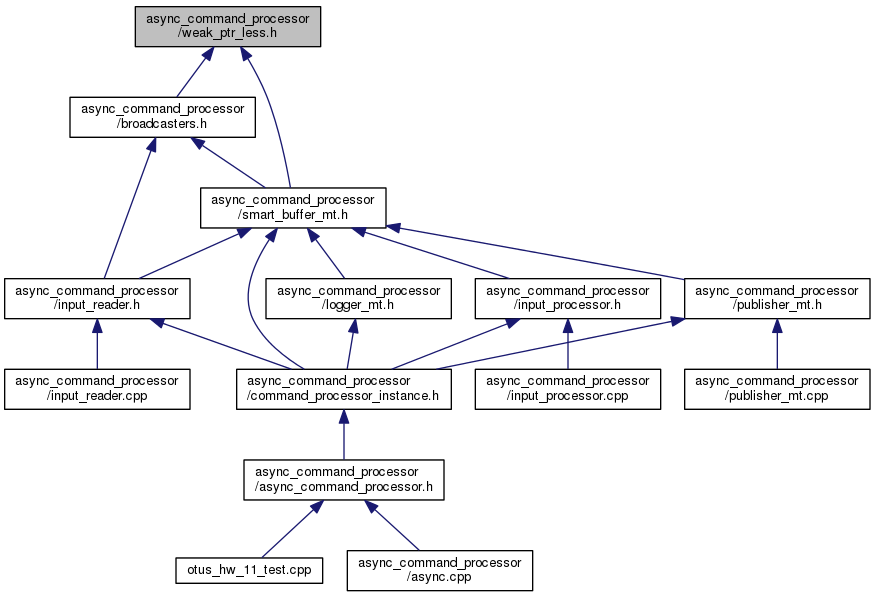 async_command_processor
/weak_ptr_less.h
async_command_processor
/broadcasters.h
async_command_processor
/smart_buffer_mt.h
async_command_processor
/input_reader.h
async_command_processor
/logger_mt.h
async_command_processor
/input_processor.h
async_command_processor
/publisher_mt.h
async_command_processor
/input_reader.cpp
async_command_processor
/command_processor_instance.h
async_command_processor
/input_processor.cpp
async_command_processor
/publisher_mt.cpp
async_command_processor
/async_command_processor.h
otus_hw_11_test.cpp
async_command_processor
/async.cpp